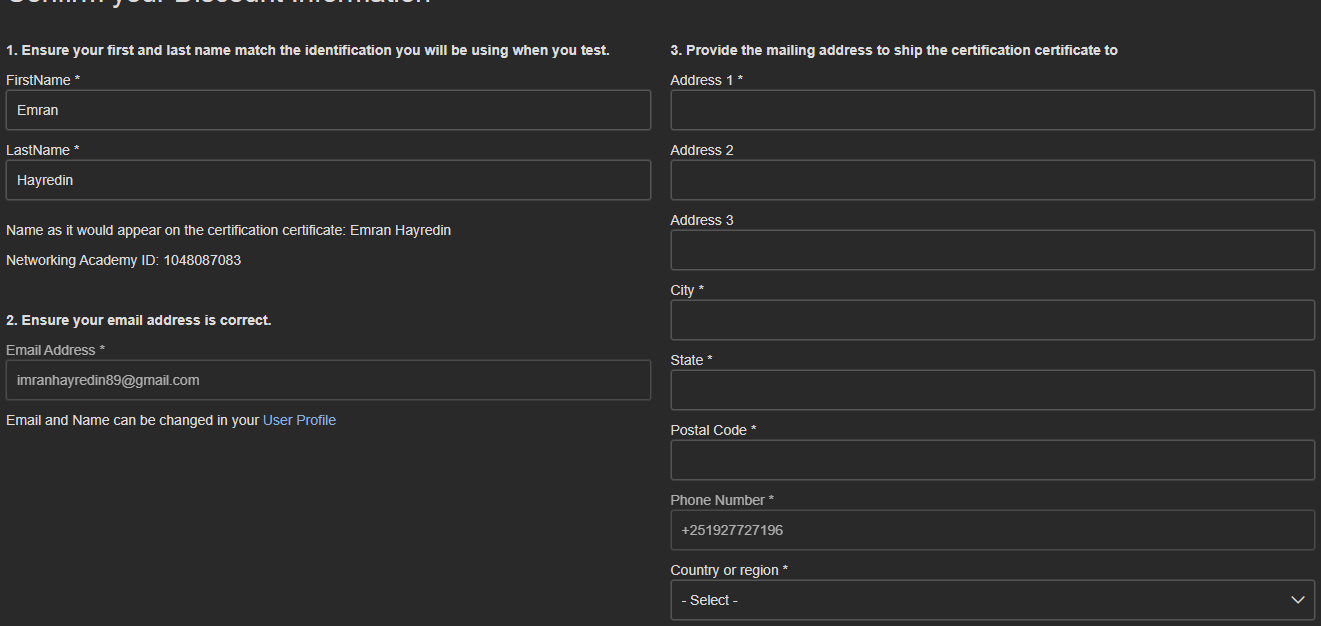 Confirm your Discount Information
1. Ensure your first and last name match the identification you will be using when you test.
FirstName *
Emran
LastName *
Hayredin
Name as it would appear on the certification certificate: Emran Hayredin
Networking Academy ID: 1048087083
2. Ensure your email address is correct.
Email Address *
imranhayredin89@gmail.com
Email and Name can be changed in your User Profile
3. Provide the mailing address to ship the certification certificate to
Address 1 *
Address 2
Address 3
City *
State *
Postal Code *
Phone Number *
+251927727196
Country or region *
- Select -